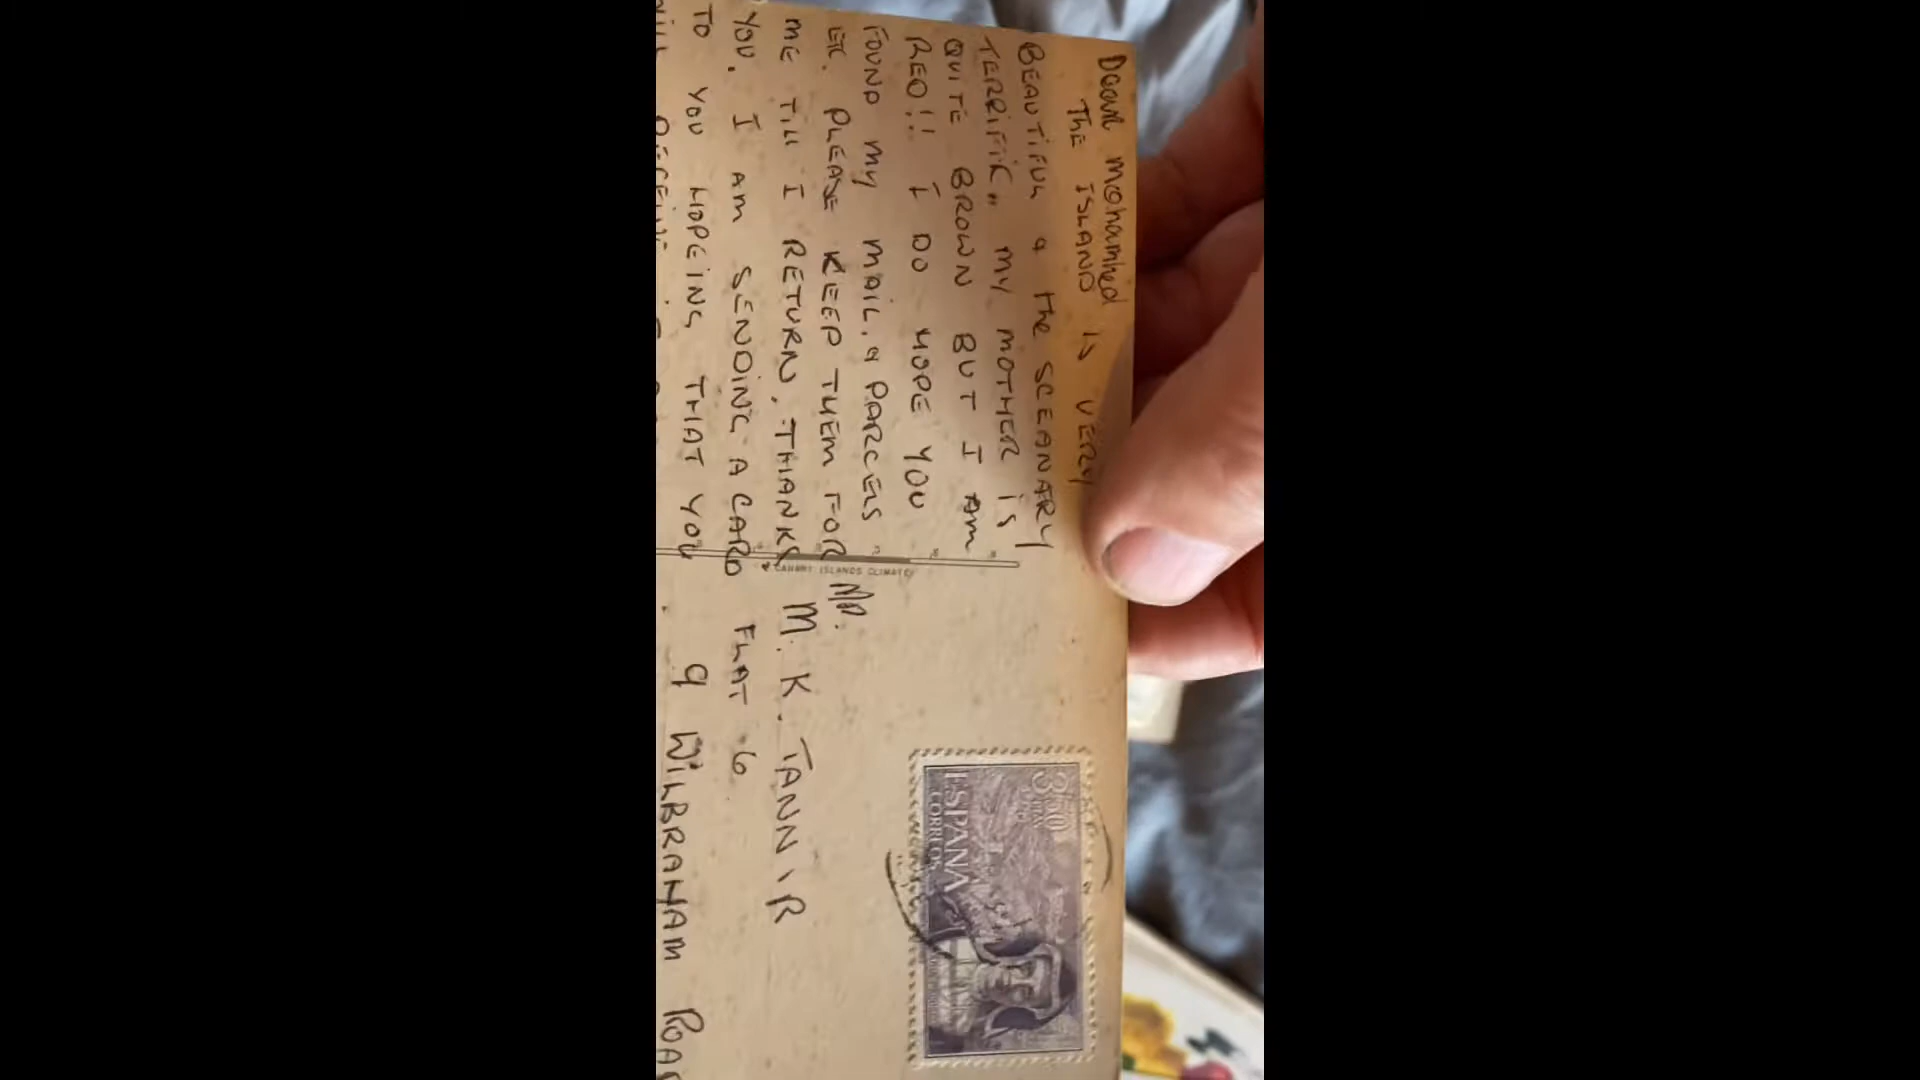 Dear Mohamhed
The ISLAND is VERY
BEAUTIFUL & the SCEANARY
TERRIFIC" MY MOTHER is
QUITE BROWN BUT I Am
RED!! I DO HOPE YOU
FOUND MY MAIL, & PARCELS
ETC. PLEASE KEEP THEM FOR
ME TILL I RETURN, THANKS
YOU. I AM SENDING A CARD
TO YOU HOPEING THAT YOU
CANARY ISLANDS CLIMATE
MR.
M. K. TANNIR
FLAT 6
9 WILBRAHAM ROAD
350
ESPAÑA
CORREOS